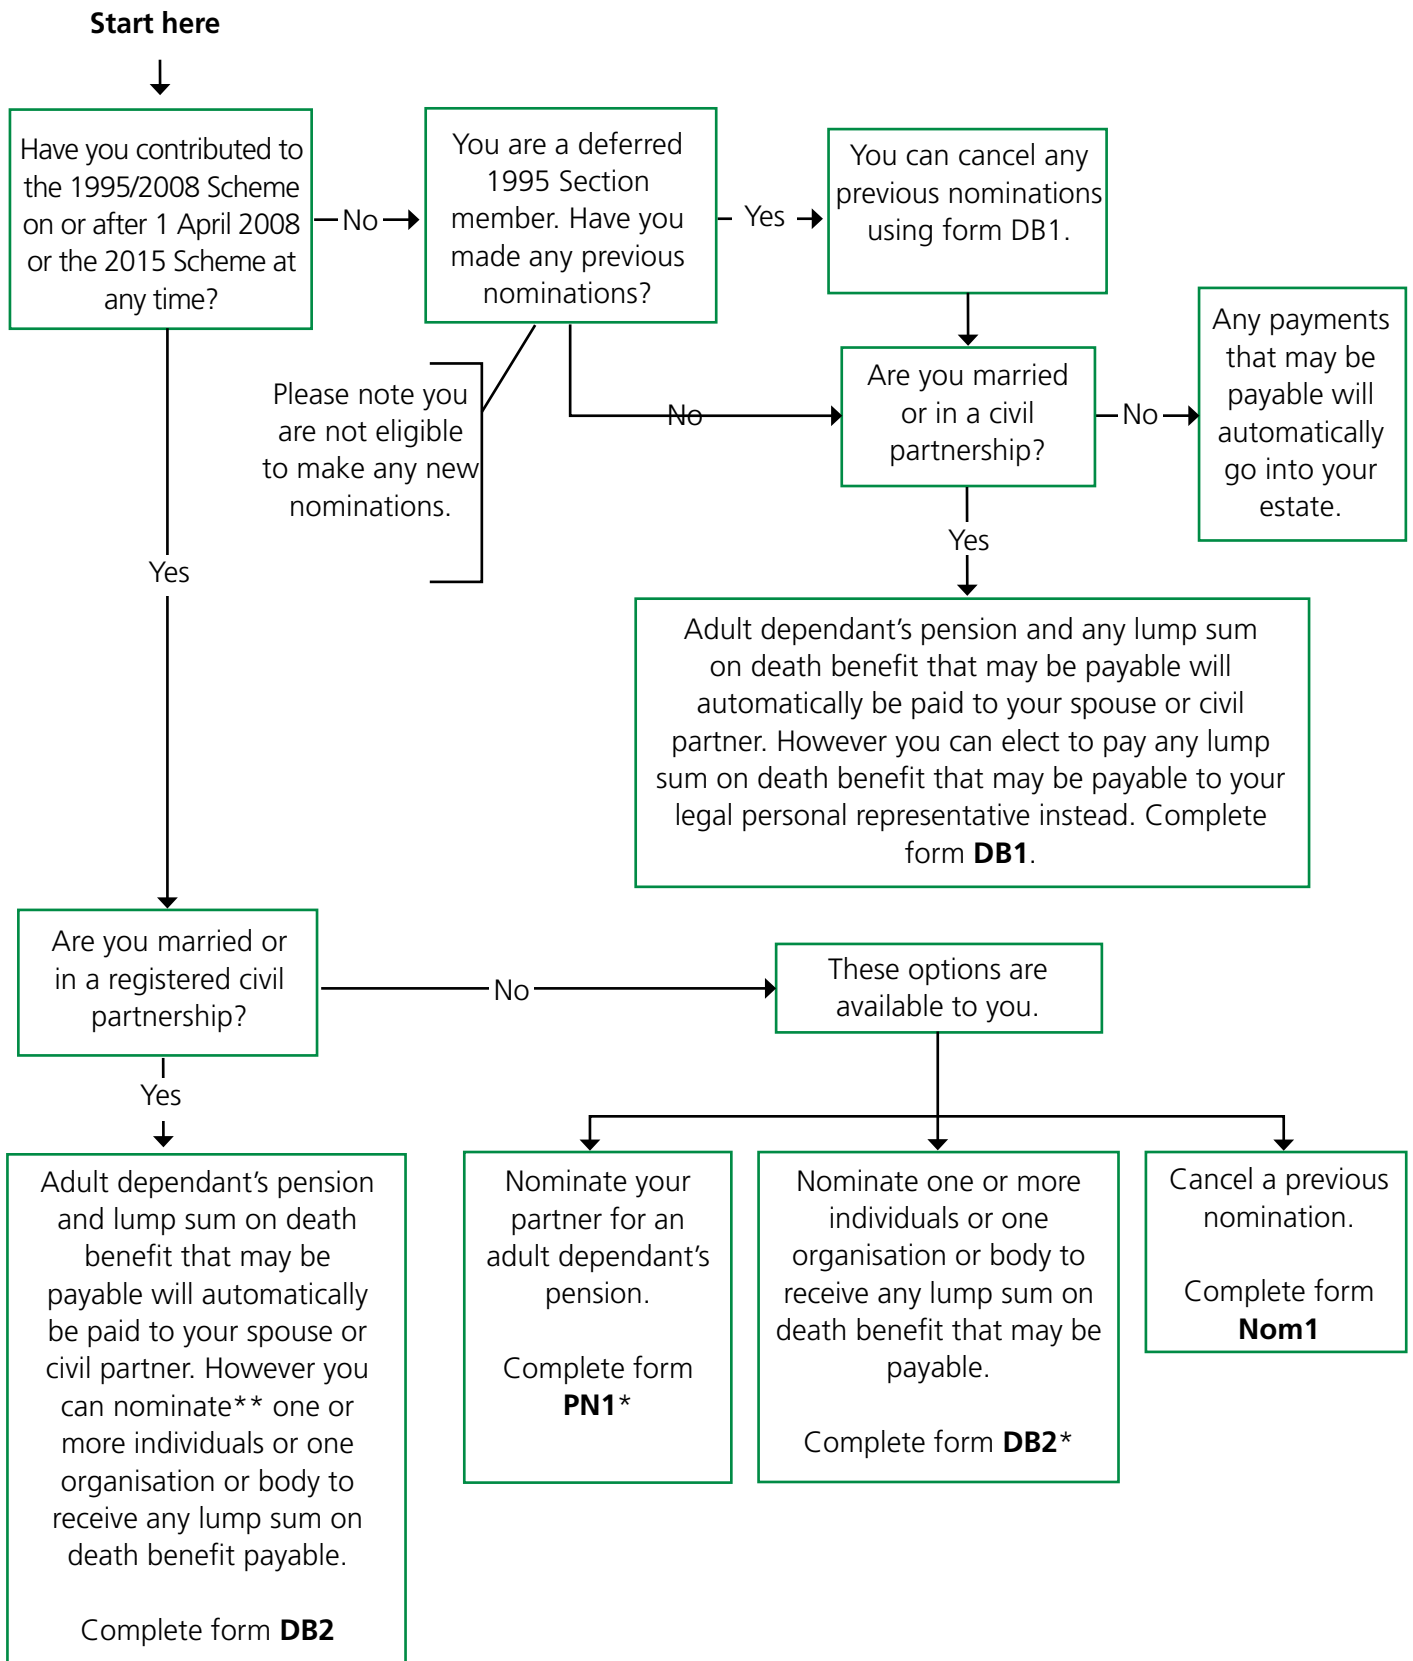 Start here
Have you contributed to
the 1995/2008 Scheme
on or after 1 April 2008
or the 2015 Scheme at
any time?
No
You are a deferred
1995 Section
member. Have you
made any previous
nominations?
Yes
You can cancel any
previous nominations
using form DB1.
Please note you
are not eligible
to make any new
nominations.
No
Are you married
or in a civil
partnership?
No
Any payments
that may be
payable will
automatically
go into your
estate.
Yes
Yes
Adult dependant’s pension and any lump sum
on death benefit that may be payable will
automatically be paid to your spouse or civil
partner. However you can elect to pay any lump
sum on death benefit that may be payable to your
legal personal representative instead. Complete
form DB1.
Are you married or
in a registered civil
partnership?
No
These options are
available to you.
Yes
Adult dependant’s pension
and lump sum on death
benefit that may be
payable will automatically
be paid to your spouse or
civil partner. However you
can nominate** one or
more individuals or one
organisation or body to
receive any lump sum on
death benefit payable.
Complete form DB2
Nominate your
partner for an
adult dependant’s
pension.
Complete form
PN1*
Nominate one or more
individuals or one
organisation or body to
receive any lump sum on
death benefit that may be
payable.
Complete form DB2*
Cancel a previous
nomination.
Complete form
Nom1